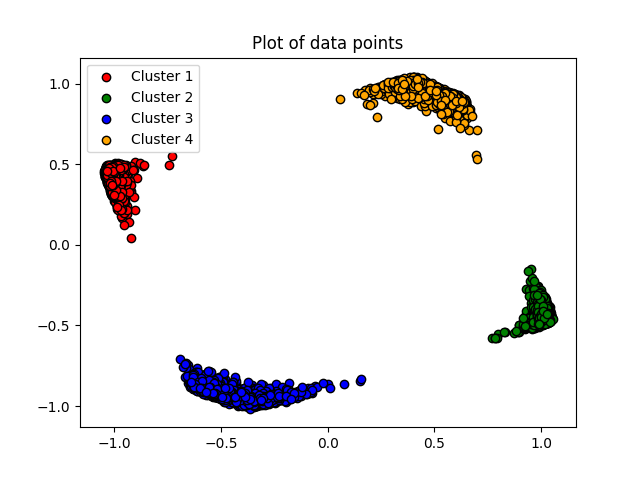 Plot of data points
Cluster 1
Cluster 2
Cluster 3
Cluster 4
1.0
0.5
0.0
−0.5
−1.0
−1.0 −0.5 0.0 0.5 1.0